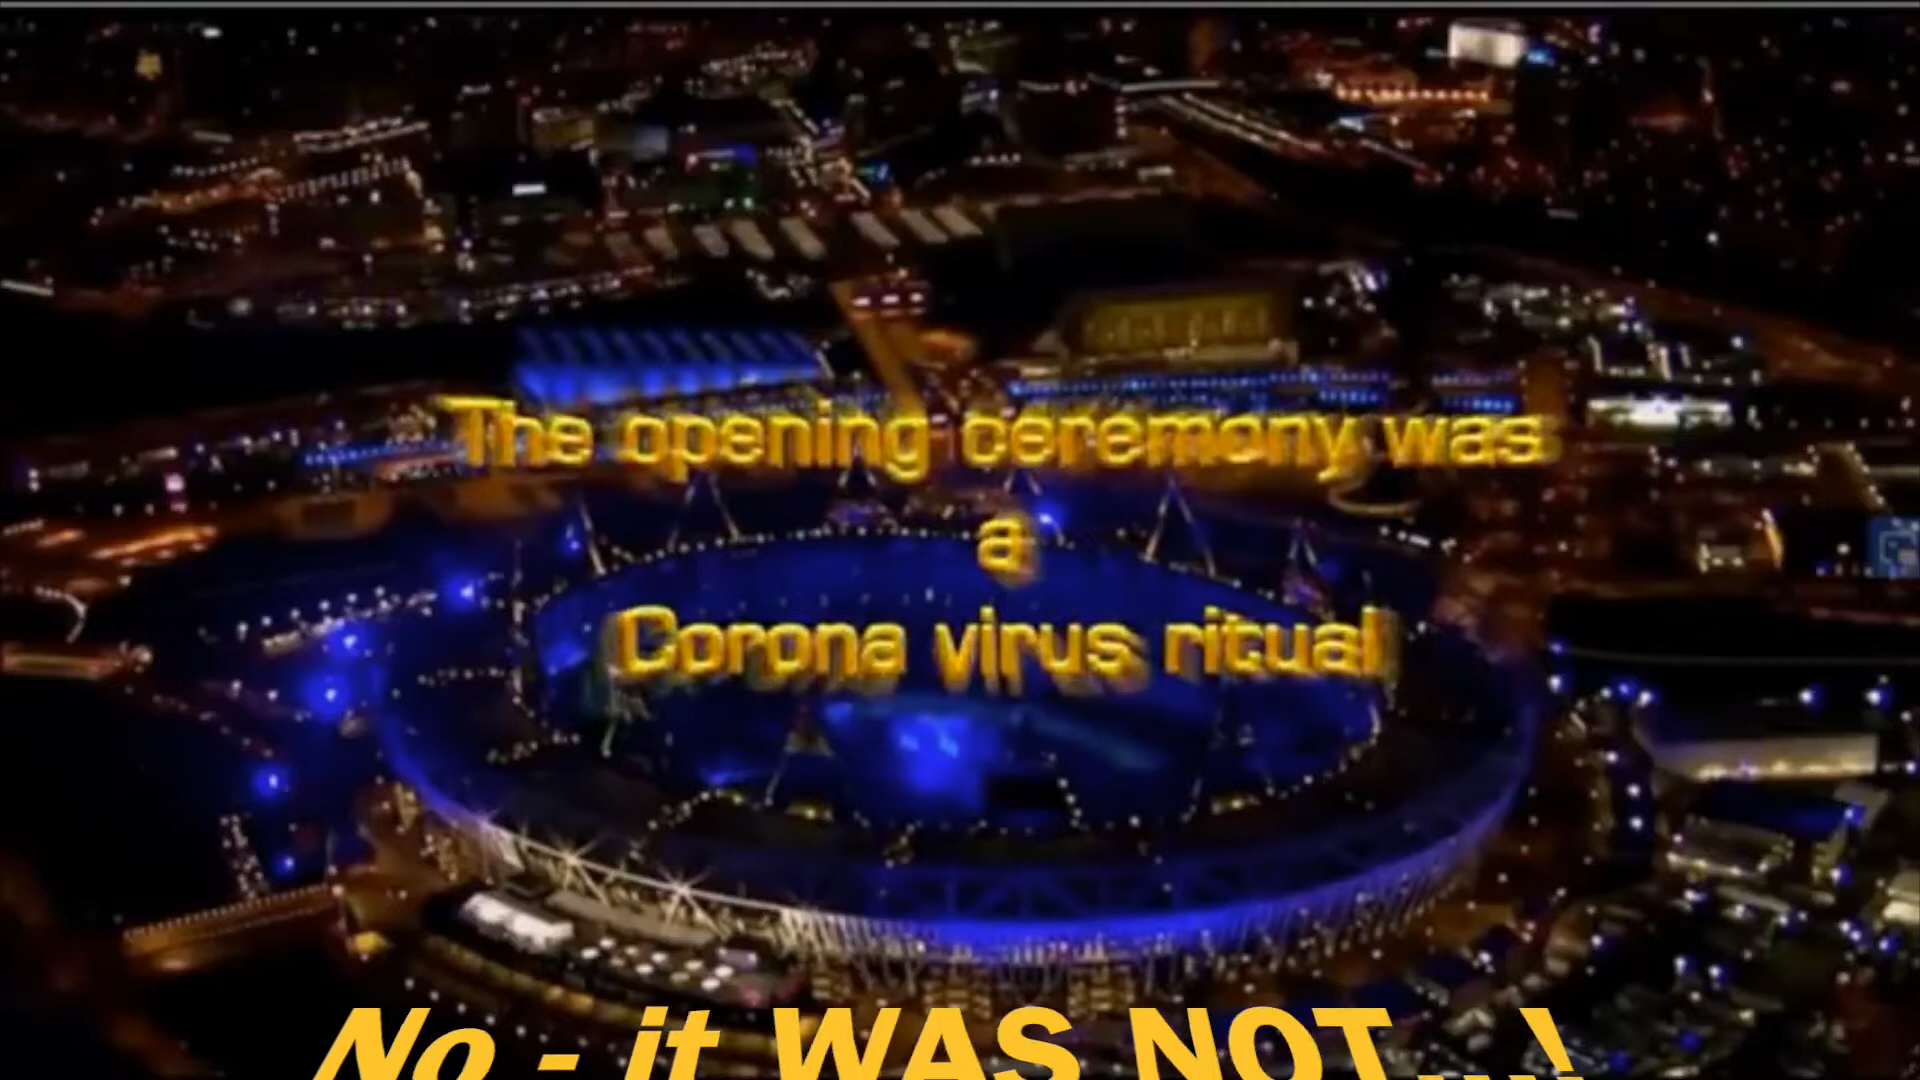 The opening ceremony was
a
Corona virus ritual
No - it WAS NOT...!